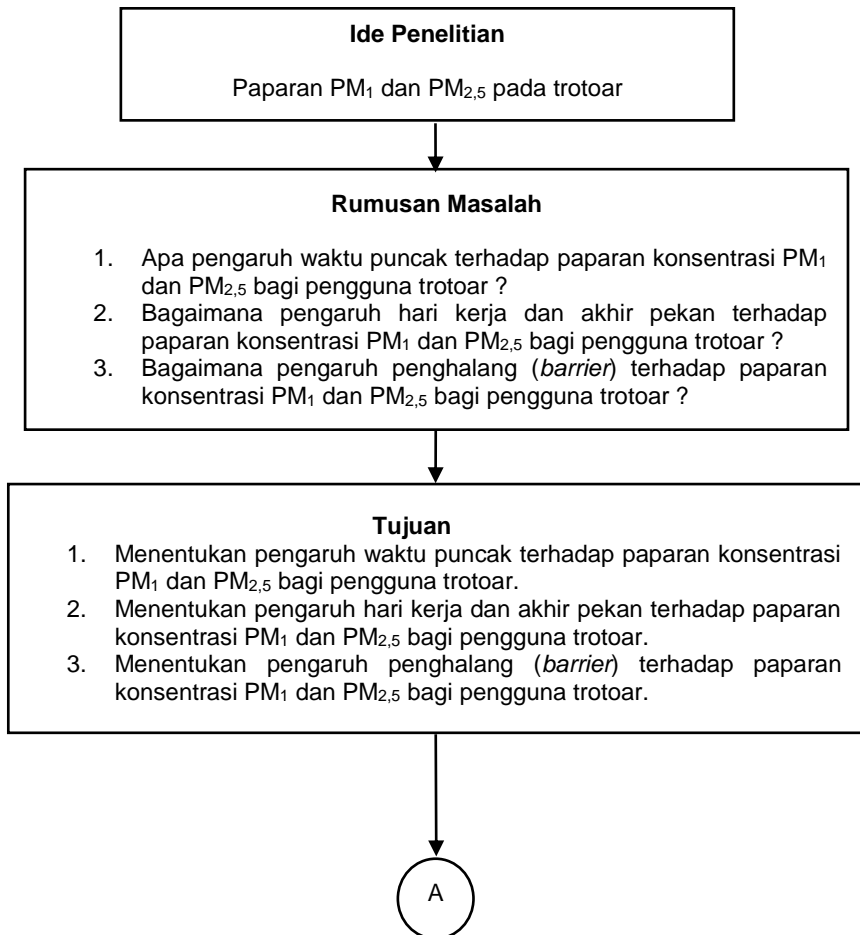 Ide Penelitian
Paparan PM₁ dan PM₂,₅ pada trotoar
Rumusan Masalah
1. Apa pengaruh waktu puncak terhadap paparan konsentrasi PM₁
dan PM₂,₅ bagi pengguna trotoar ?
2. Bagaimana pengaruh hari kerja dan akhir pekan terhadap
paparan konsentrasi PM₁ dan PM₂,₅ bagi pengguna trotoar ?
3. Bagaimana pengaruh penghalang (barrier) terhadap paparan
konsentrasi PM₁ dan PM₂,₅ bagi pengguna trotoar ?
Tujuan
1. Menentukan pengaruh waktu puncak terhadap paparan konsentrasi
PM₁ dan PM₂,₅ bagi pengguna trotoar.
2. Menentukan pengaruh hari kerja dan akhir pekan terhadap paparan
konsentrasi PM₁ dan PM₂,₅ bagi pengguna trotoar.
3. Menentukan pengaruh penghalang (barrier) terhadap paparan
konsentrasi PM₁ dan PM₂,₅ bagi pengguna trotoar.
A